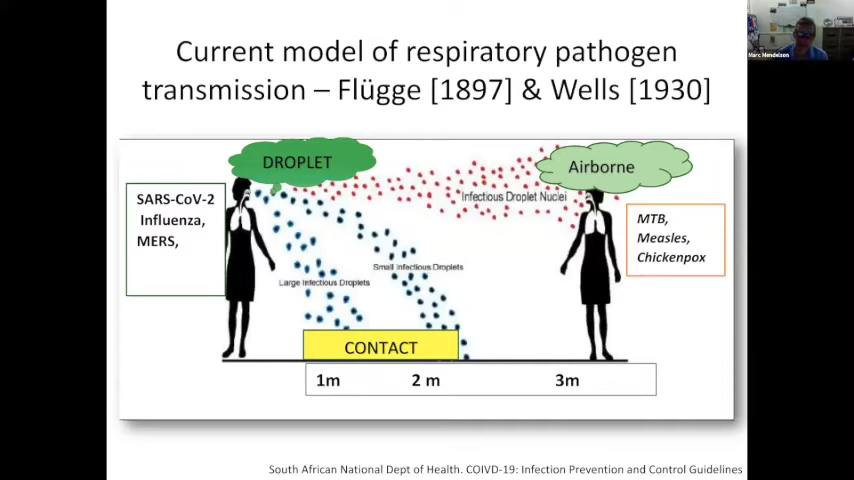 Current model of respiratory pathogen
transmission – Flügge [1897] & Wells [1930]
Marc Mendelson
DROPLET
Airborne
SARS-CoV-2
Influenza,
MERS,
Infectious Droplet Nuclei
MTB,
Measles,
Chickenpox
Small Infectious Droplets
Large Infectious Droplets
CONTACT
1m 2 m 3m
South African National Dept of Health. COIVD-19: Infection Prevention and Control Guidelines